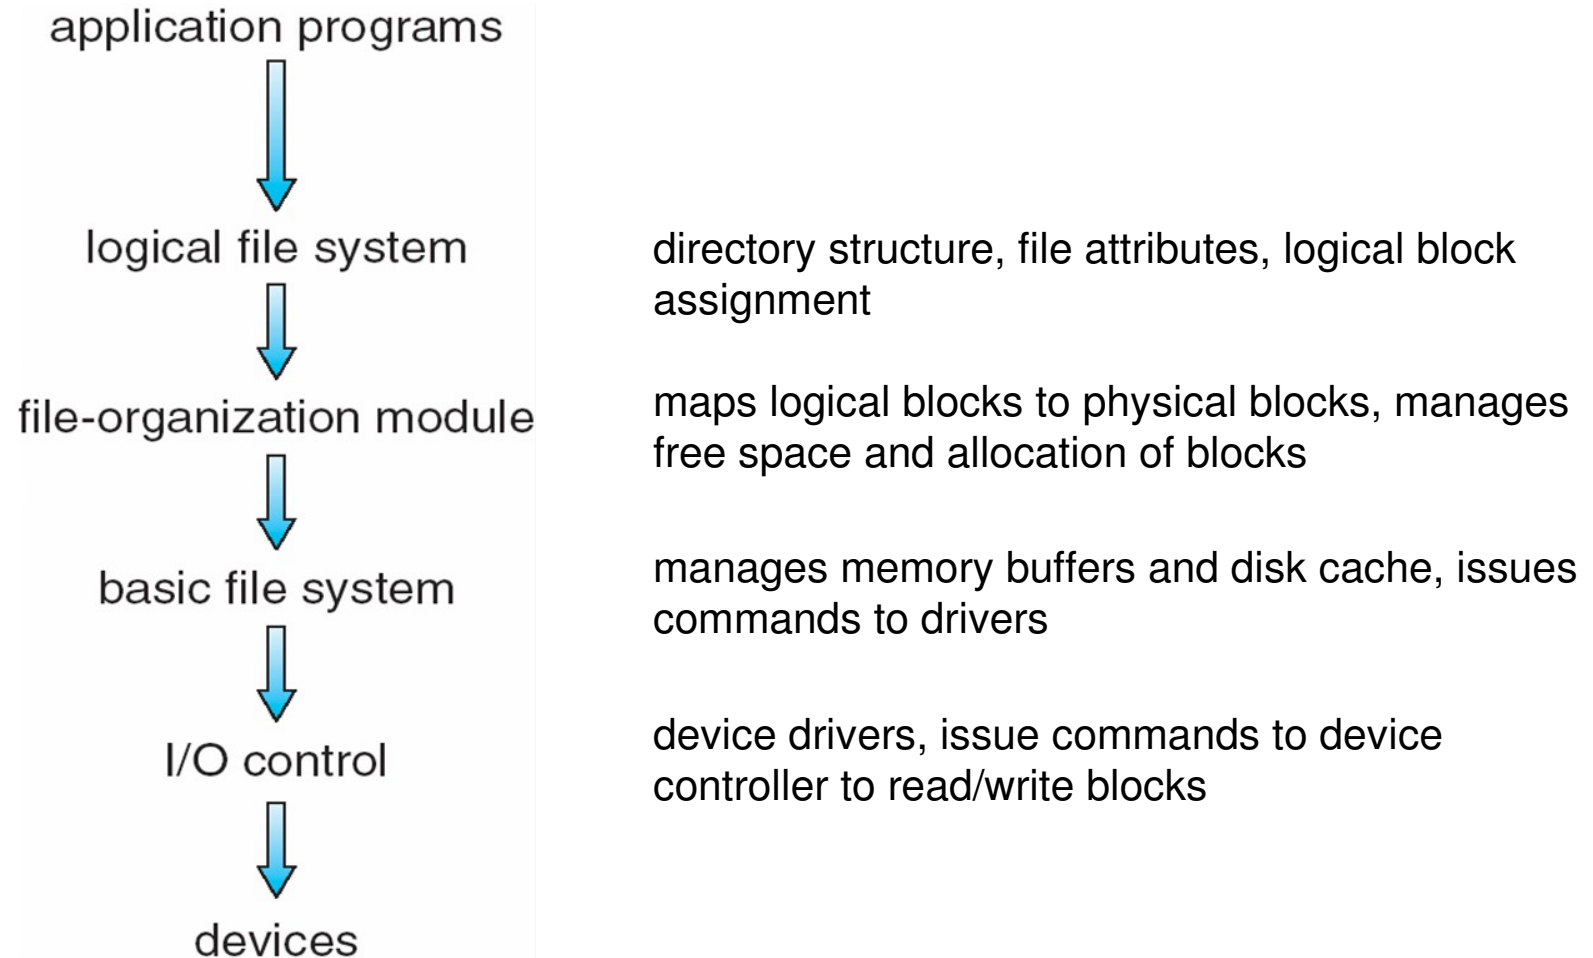 application programs
logical file system
directory structure, file attributes, logical block
assignment
file-organization module
maps logical blocks to physical blocks, manages
free space and allocation of blocks
basic file system
manages memory buffers and disk cache, issues
commands to drivers
I/O control
device drivers, issue commands to device
controller to read/write blocks
devices